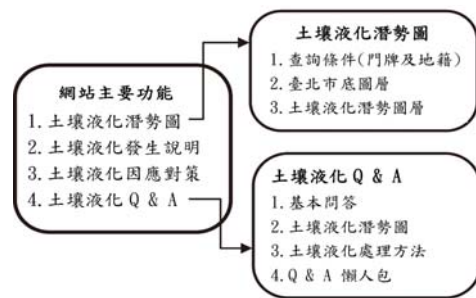 網站主要功能
1. 土壤液化潛勢圖
2. 土壤液化發生說明
3. 土壤液化因應對策
4. 土壤液化 Q & A
土壤液化潛勢圖
1. 查詢條件(門牌及地籍)
2. 臺北市底圖層
3. 土壤液化潛勢圖層
土壤液化 Q & A
1. 基本問答
2. 土壤液化潛勢圖
3. 土壤液化處理方法
4. Q & A 懶人包